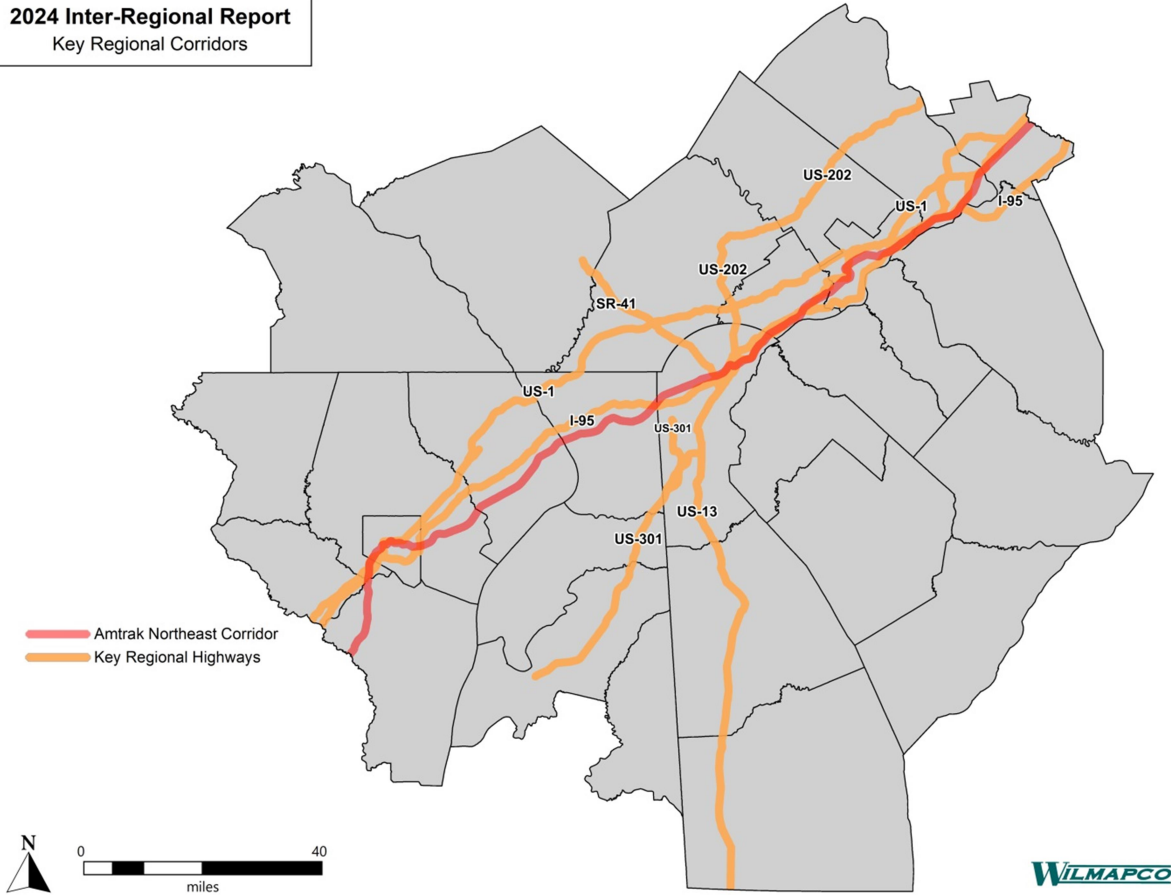 2024 Inter-Regional Report
Key Regional Corridors
US-202
US-1
I-95
US-202
SR-41
US-1
I-95
US-301
US-13
US-301
Amtrak Northeast Corridor
Key Regional Highways
N
0 40
miles
WILMAPCO